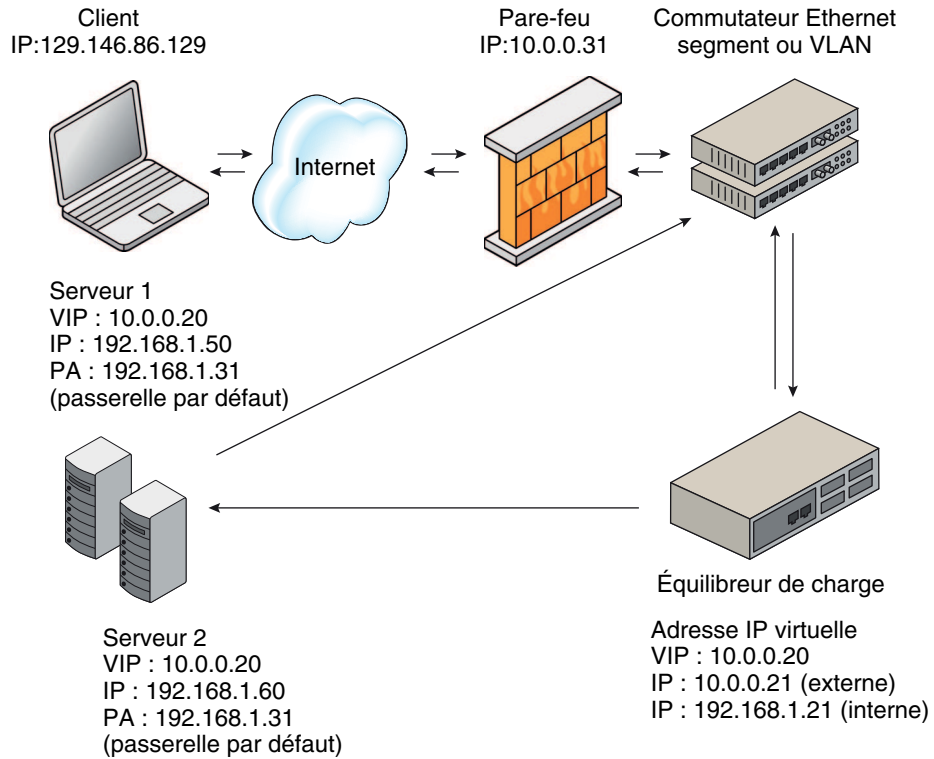 Client
IP:129.146.86.129
Pare-feu
IP:10.0.0.31
Commutateur Ethernet
segment ou VLAN
Internet
Serveur 1
VIP : 10.0.0.20
IP : 192.168.1.50
PA : 192.168.1.31
(passerelle par défaut)
Équilibreur de charge
Adresse IP virtuelle
VIP : 10.0.0.20
IP : 10.0.0.21 (externe)
IP : 192.168.1.21 (interne)
Serveur 2
VIP : 10.0.0.20
IP : 192.168.1.60
PA : 192.168.1.31
(passerelle par défaut)